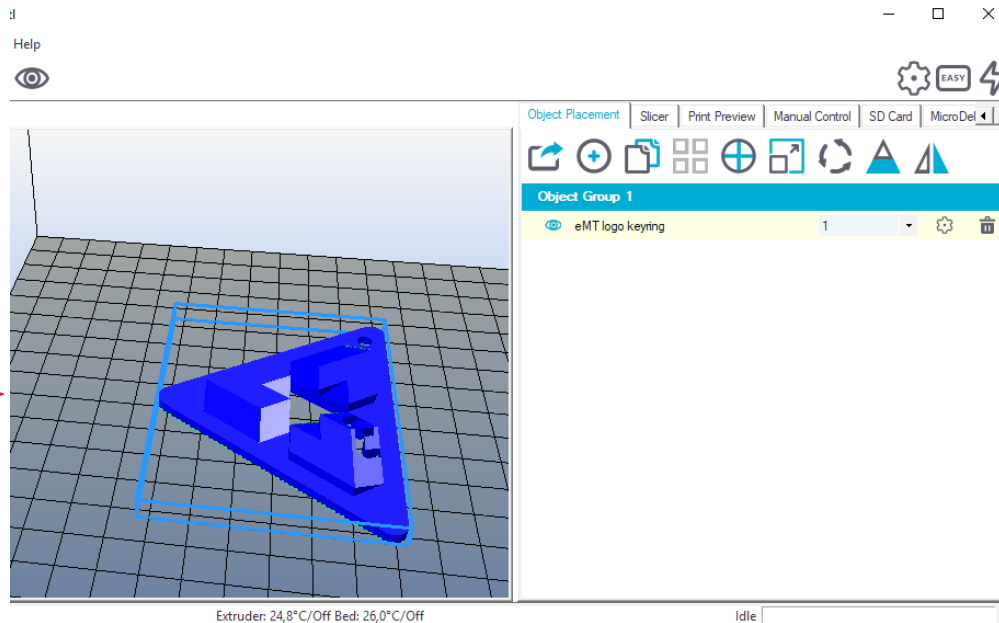 Help
EASY
Object Placement Slicer Print Preview Manual Control SD Card MicroDel
Object Group 1
eMT logo keyring 1
Extruder: 24,8°C/Off Bed: 26,0°C/Off Idle